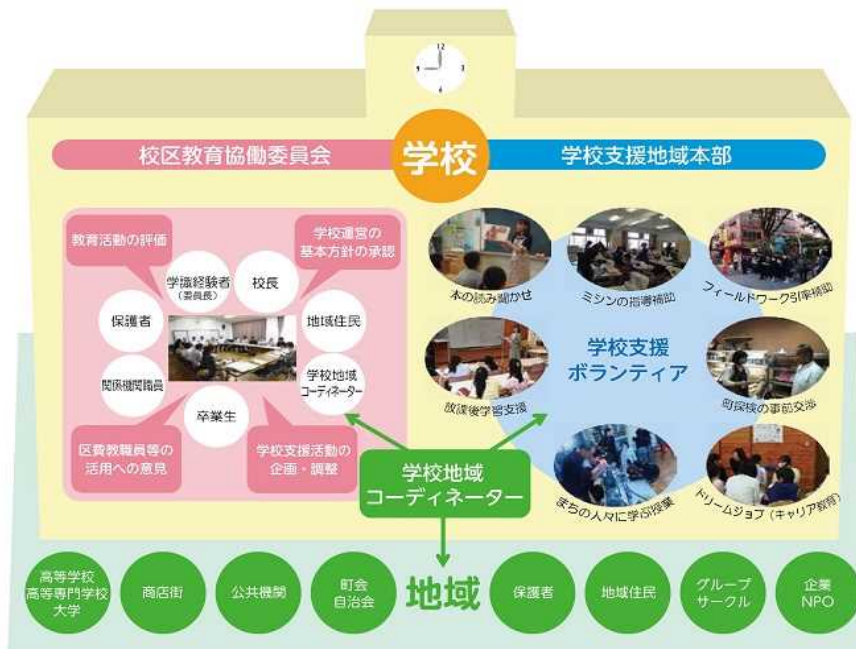 12
3
6
9
学校
校区教育協働委員会
学校支援地域本部
教育活動の評価
学校運営の
基本方針の承認
学識経験者
(委員長)
校長
保護者
地域住民
関係機関職員
学校地域
コーディネーター
卒業生
区費教職員等の
活用への意見
学校支援活動の
企画・調整
本の読み聞かせ
ミシンの指導補助
フィールドワーク引率補助
学校支援
ボランティア
放課後学習支援
町探検の事前交渉
まちの人々に学ぶ授業
ドリームジョブ(キャリア教育)
学校地域
コーディネーター
高等学校
高等専門学校
大学
商店街
公共機関
町会
自治会
地域
保護者
地域住民
グループ
サークル
企業
NPO